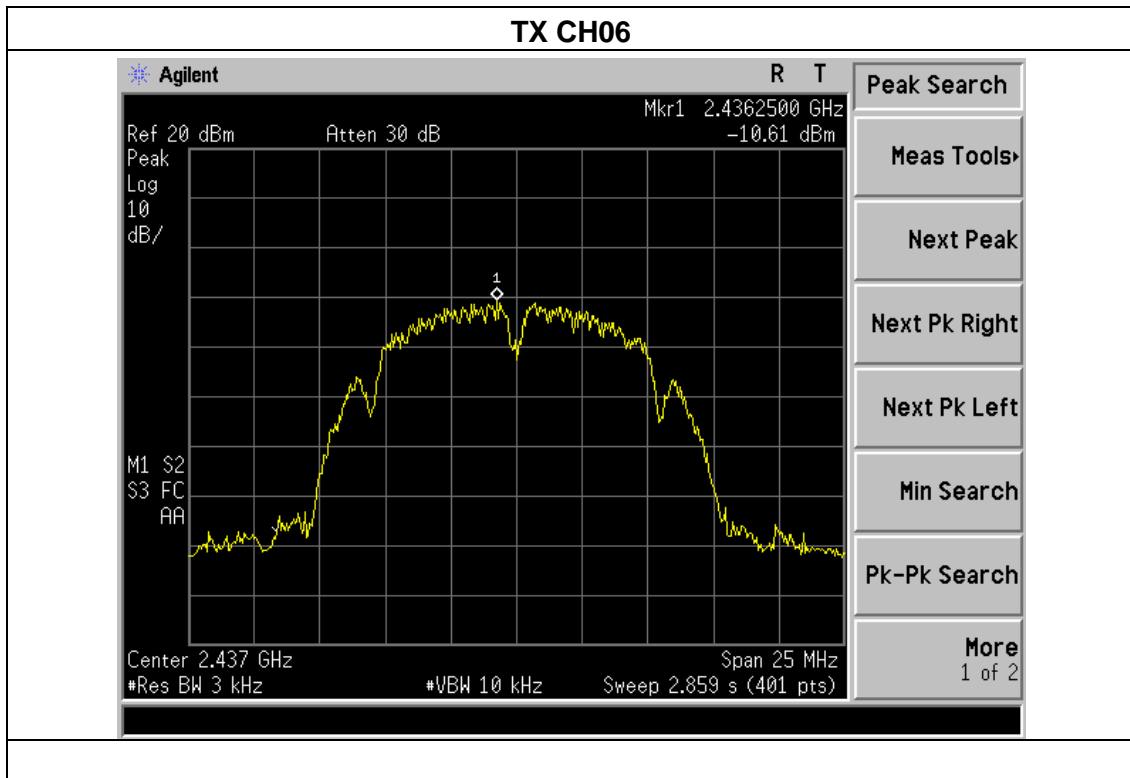 TX CH06
Agilent R T
Mkr1 2.4362500 GHz
Ref 20 dBm Atten 30 dB -10.61 dBm
Peak
Log
10
dB/
1
M1 S2
S3 FC
AA
Center 2.437 GHz Span 25 MHz
#Res BW 3 kHz #VBW 10 kHz Sweep 2.859 s (401 pts)
Peak Search
Meas Tools
Next Peak
Next Pk Right
Next Pk Left
Min Search
Pk-Pk Search
More
1 of 2